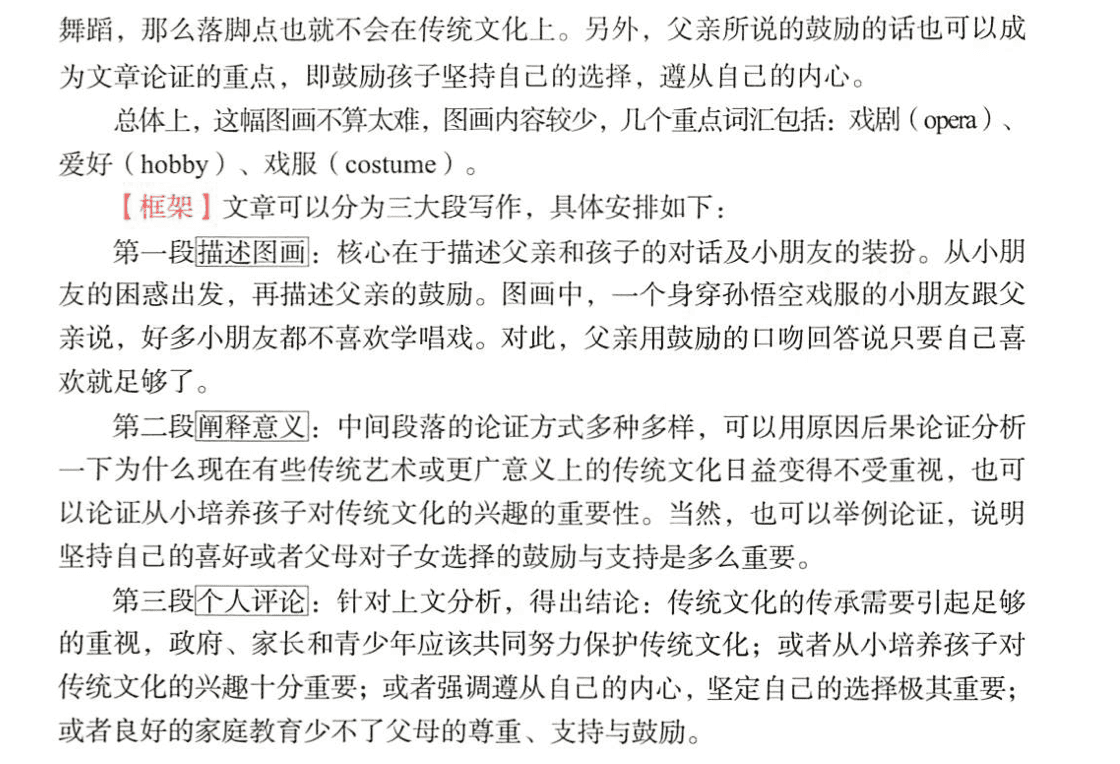 舞蹈，那么落脚点也就不会在传统文化上。另外，父亲所说的鼓励的话也可以成
为文章论证的重点，即鼓励孩子坚持自己的选择，遵从自己的内心。
总体上，这幅图画不算太难，图画内容较少，几个重点词汇包括：戏剧（opera）、
爱好（hobby）、戏服（costume）。
【框架】文章可以分为三大段写作，具体安排如下：
第一段描述图画：核心在于描述父亲和孩子的对话及小朋友的装扮。从小朋
友的困惑出发，再描述父亲的鼓励。图画中，一个身穿孙悟空戏服的小朋友跟父
亲说，好多小朋友都不喜欢学唱戏。对此，父亲用鼓励的口吻回答说只要自己喜
欢就足够了。
第二段阐释意义：中间段落的论证方式多种多样，可以用原因后果论证分析
一下为什么现在有些传统艺术或更广意义上的传统文化日益变得不受重视，也可
以论证从小培养孩子对传统文化的兴趣的重要性。当然，也可以举例论证，说明
坚持自己的喜好或者父母对子女选择的鼓励与支持是多么重要。
第三段个人评论：针对上文分析，得出结论：传统文化的传承需要引起足够
的重视，政府、家长和青少年应该共同努力保护传统文化；或者从小培养孩子对
传统文化的兴趣十分重要；或者强调遵从自己的内心，坚定自己的选择极其重要；
或者良好的家庭教育少不了父母的尊重、支持与鼓励。